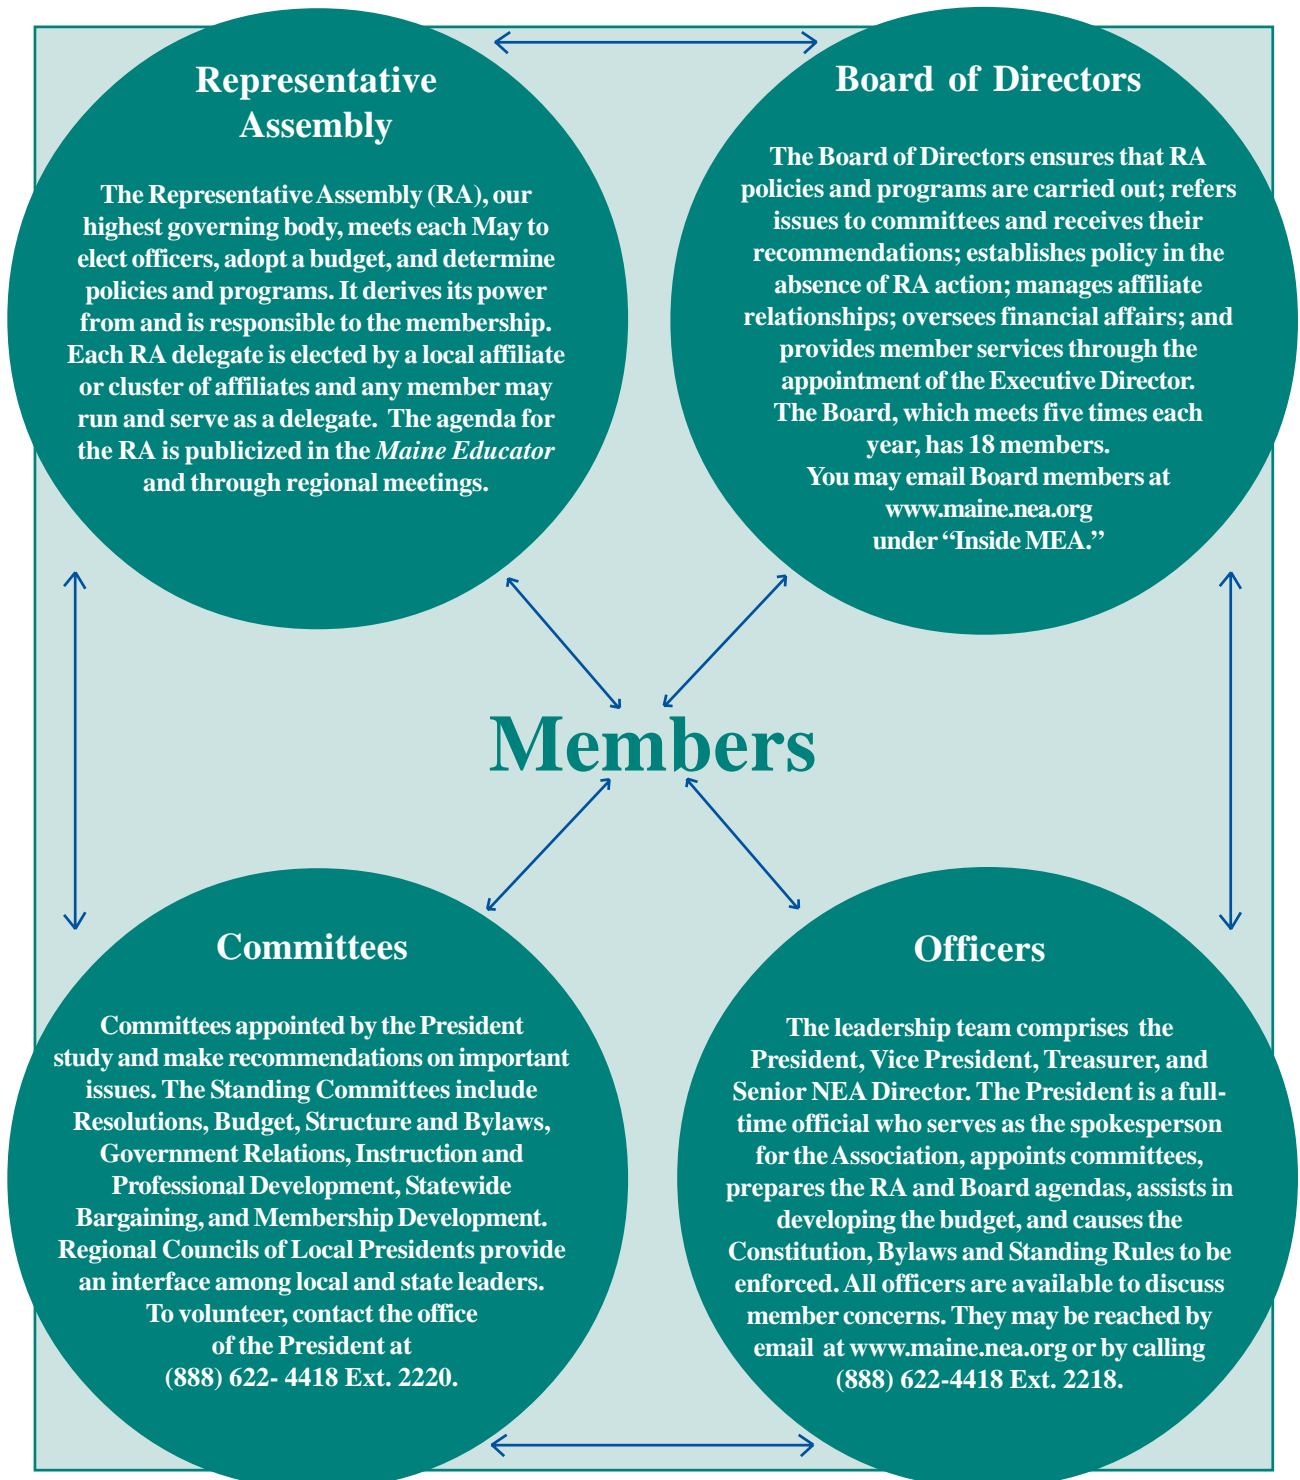 Representative
Assembly
The Representative Assembly (RA), our
highest governing body, meets each May to
elect officers, adopt a budget, and determine
policies and programs. It derives its power
from and is responsible to the membership.
Each RA delegate is elected by a local affiliate
or cluster of affiliates and any member may
run and serve as a delegate. The agenda for
the RA is publicized in the Maine Educator
and through regional meetings.
Board of Directors
The Board of Directors ensures that RA
policies and programs are carried out; refers
issues to committees and receives their
recommendations; establishes policy in the
absence of RA action; manages affiliate
relationships; oversees financial affairs; and
provides member services through the
appointment of the Executive Director.
The Board, which meets five times each
year, has 18 members.
You may email Board members at
www.maine.nea.org
under “Inside MEA.”
Members
Committees
Committees appointed by the President
study and make recommendations on important
issues. The Standing Committees include
Resolutions, Budget, Structure and Bylaws,
Government Relations, Instruction and
Professional Development, Statewide
Bargaining, and Membership Development.
Regional Councils of Local Presidents provide
an interface among local and state leaders.
To volunteer, contact the office
of the President at
(888) 622- 4418 Ext. 2220.
Officers
The leadership team comprises the
President, Vice President, Treasurer, and
Senior NEA Director. The President is a full-
time official who serves as the spokesperson
for the Association, appoints committees,
prepares the RA and Board agendas, assists in
developing the budget, and causes the
Constitution, Bylaws and Standing Rules to be
enforced. All officers are available to discuss
member concerns. They may be reached by
email at www.maine.nea.org or by calling
(888) 622-4418 Ext. 2218.